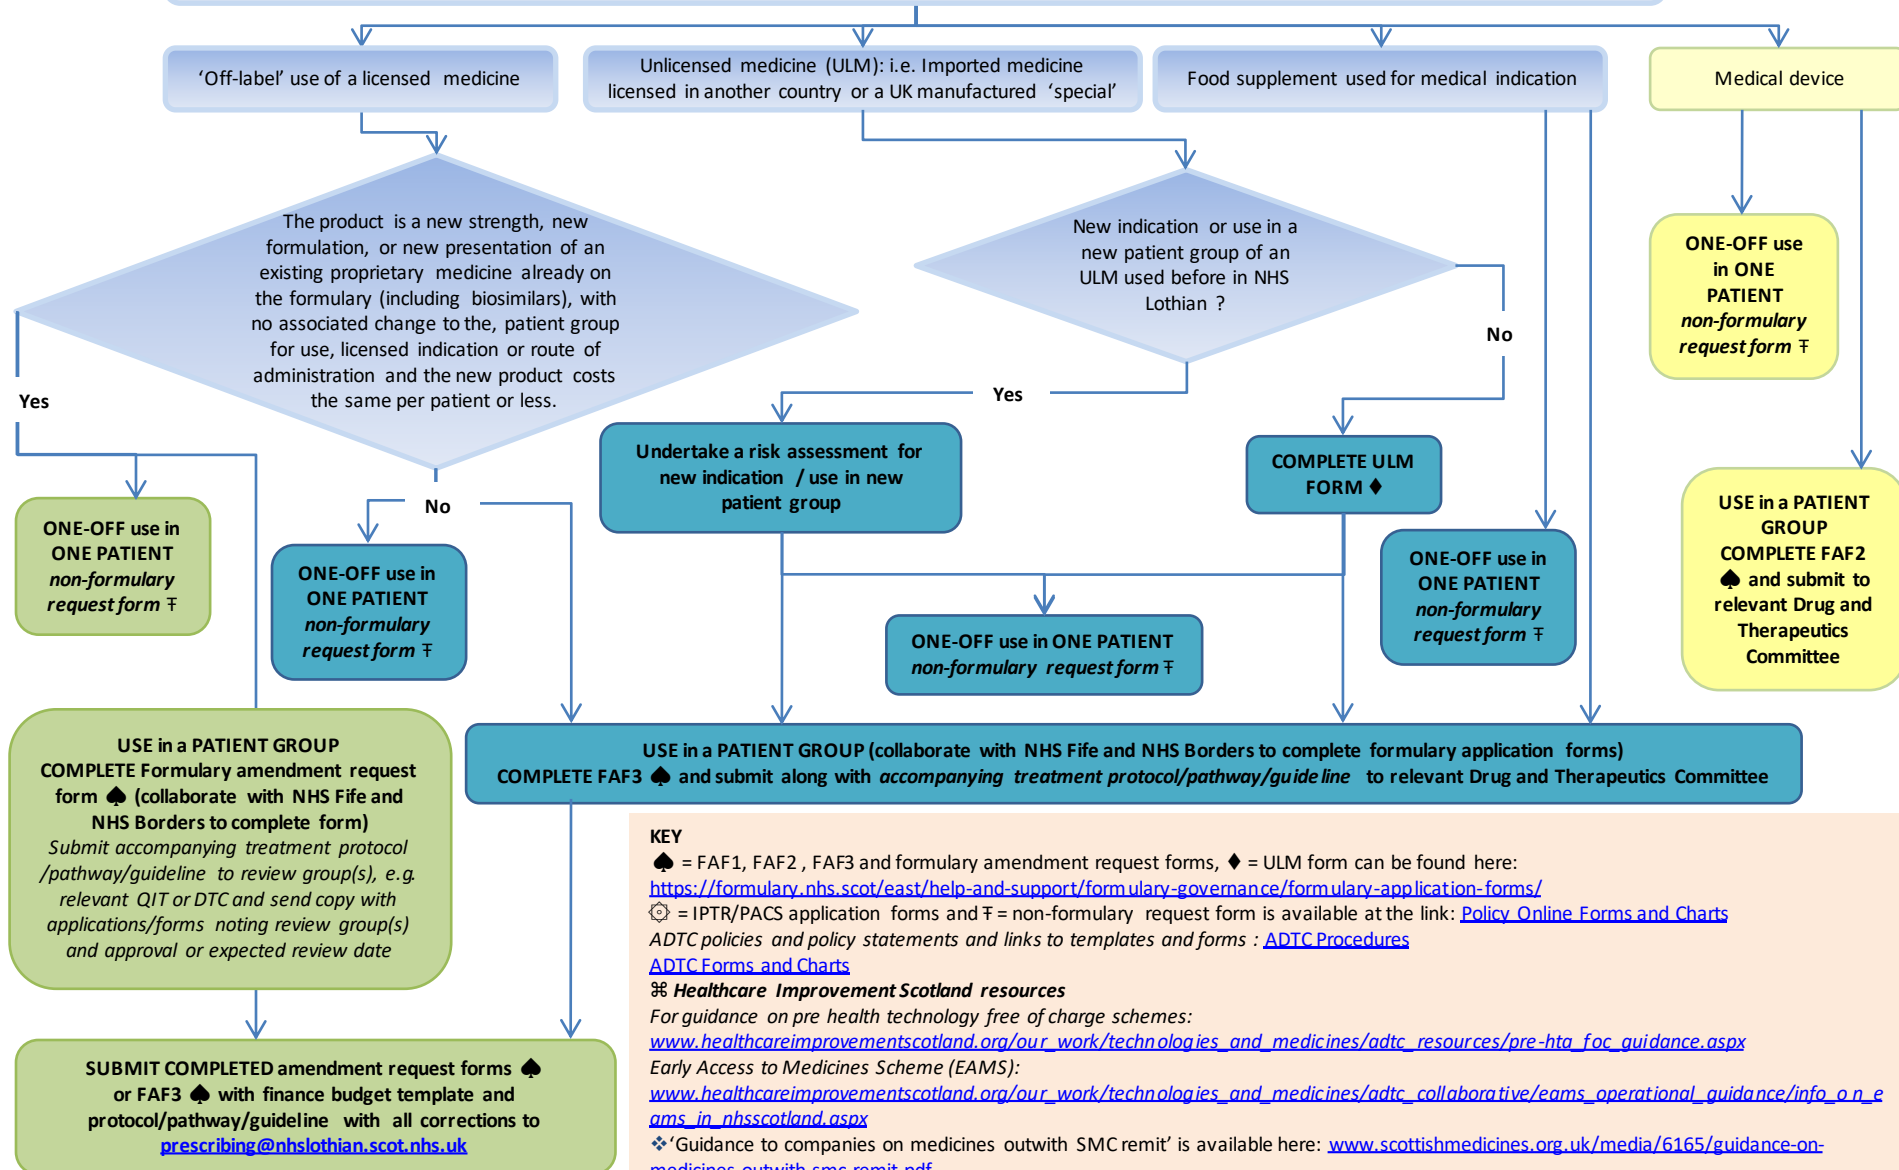 'Off-label' use of a licensed medicine
Unlicensed medicine (ULM): i.e. Imported medicine
licensed in another country or a UK manufactured 'special'
Food supplement used for medical indication
Medical device
The product is a new strength, new
formulation, or new presentation of an
existing proprietary medicine already on
the formulary (including biosimilars), with
no associated change to the, patient group
for use, licensed indication or route of
administration and the new product costs
the same per patient or less.
New indication or use in a
new patient group of an
ULM used before in NHS
Lothian ?
ONE-OFF use
in ONE
PATIENT
non-formulary
request form Ŧ
No
Yes
Yes
Undertake a risk assessment for
new indication / use in new
patient group
COMPLETE ULM
FORM ♦
No
ONE-OFF use in
ONE PATIENT
non-formulary
request form Ŧ
ONE-OFF use in
ONE PATIENT
non-formulary
request form Ŧ
ONE-OFF use in ONE PATIENT
non-formulary request form Ŧ
ONE-OFF use in
ONE PATIENT
non-formulary
request form Ŧ
USE in a PATIENT
GROUP
COMPLETE FAF2
♠ and submit to
relevant Drug and
Therapeutics
Committee
USE in a PATIENT GROUP
COMPLETE Formulary amendment request
form ♠ (collaborate with NHS Fife and
NHS Borders to complete form)
Submit accompanying treatment protocol
/pathway/guideline to review group(s), e.g.
relevant QIT or DTC and send copy with
applications/forms noting review group(s)
and approval or expected review date
USE in a PATIENT GROUP (collaborate with NHS Fife and NHS Borders to complete formulary application forms)
COMPLETE FAF3 ♠ and submit along with accompanying treatment protocol/pathway/guideline to relevant Drug and Therapeutics Committee
SUBMIT COMPLETED amendment request forms ♠
or FAF3 ♠ with finance budget template and
protocol/pathway/guideline with all corrections to
prescribing@nhslothian.scot.nhs.uk
KEY
♠ = FAF1, FAF2 , FAF3 and formulary amendment request forms, ♦ = ULM form can be found here:
https://formulary.nhs.scot/east/help-and-support/formulary-governance/formulary-application-forms/
۞ = IPTR/PACS application forms and Ŧ = non-formulary request form is available at the link: Policy Online Forms and Charts
ADTC policies and policy statements and links to templates and forms : ADTC Procedures
ADTC Forms and Charts
⌘ Healthcare Improvement Scotland resources
For guidance on pre health technology free of charge schemes:
www.healthcareimprovementscotland.org/our_work/technologies_and_medicines/adtc_resources/pre-hta_foc_guidance.aspx
Early Access to Medicines Scheme (EAMS):
www.healthcareimprovementscotland.org/our_work/technologies_and_medicines/adtc_collaborative/eams_operational_guidance/info_on_e
ams_in_nhsscotland.aspx
❖'Guidance to companies on medicines outwith SMC remit' is available here: www.scottishmedicines.org.uk/media/6165/guidance-on-
medicines-outwith-smc-remit.pdf